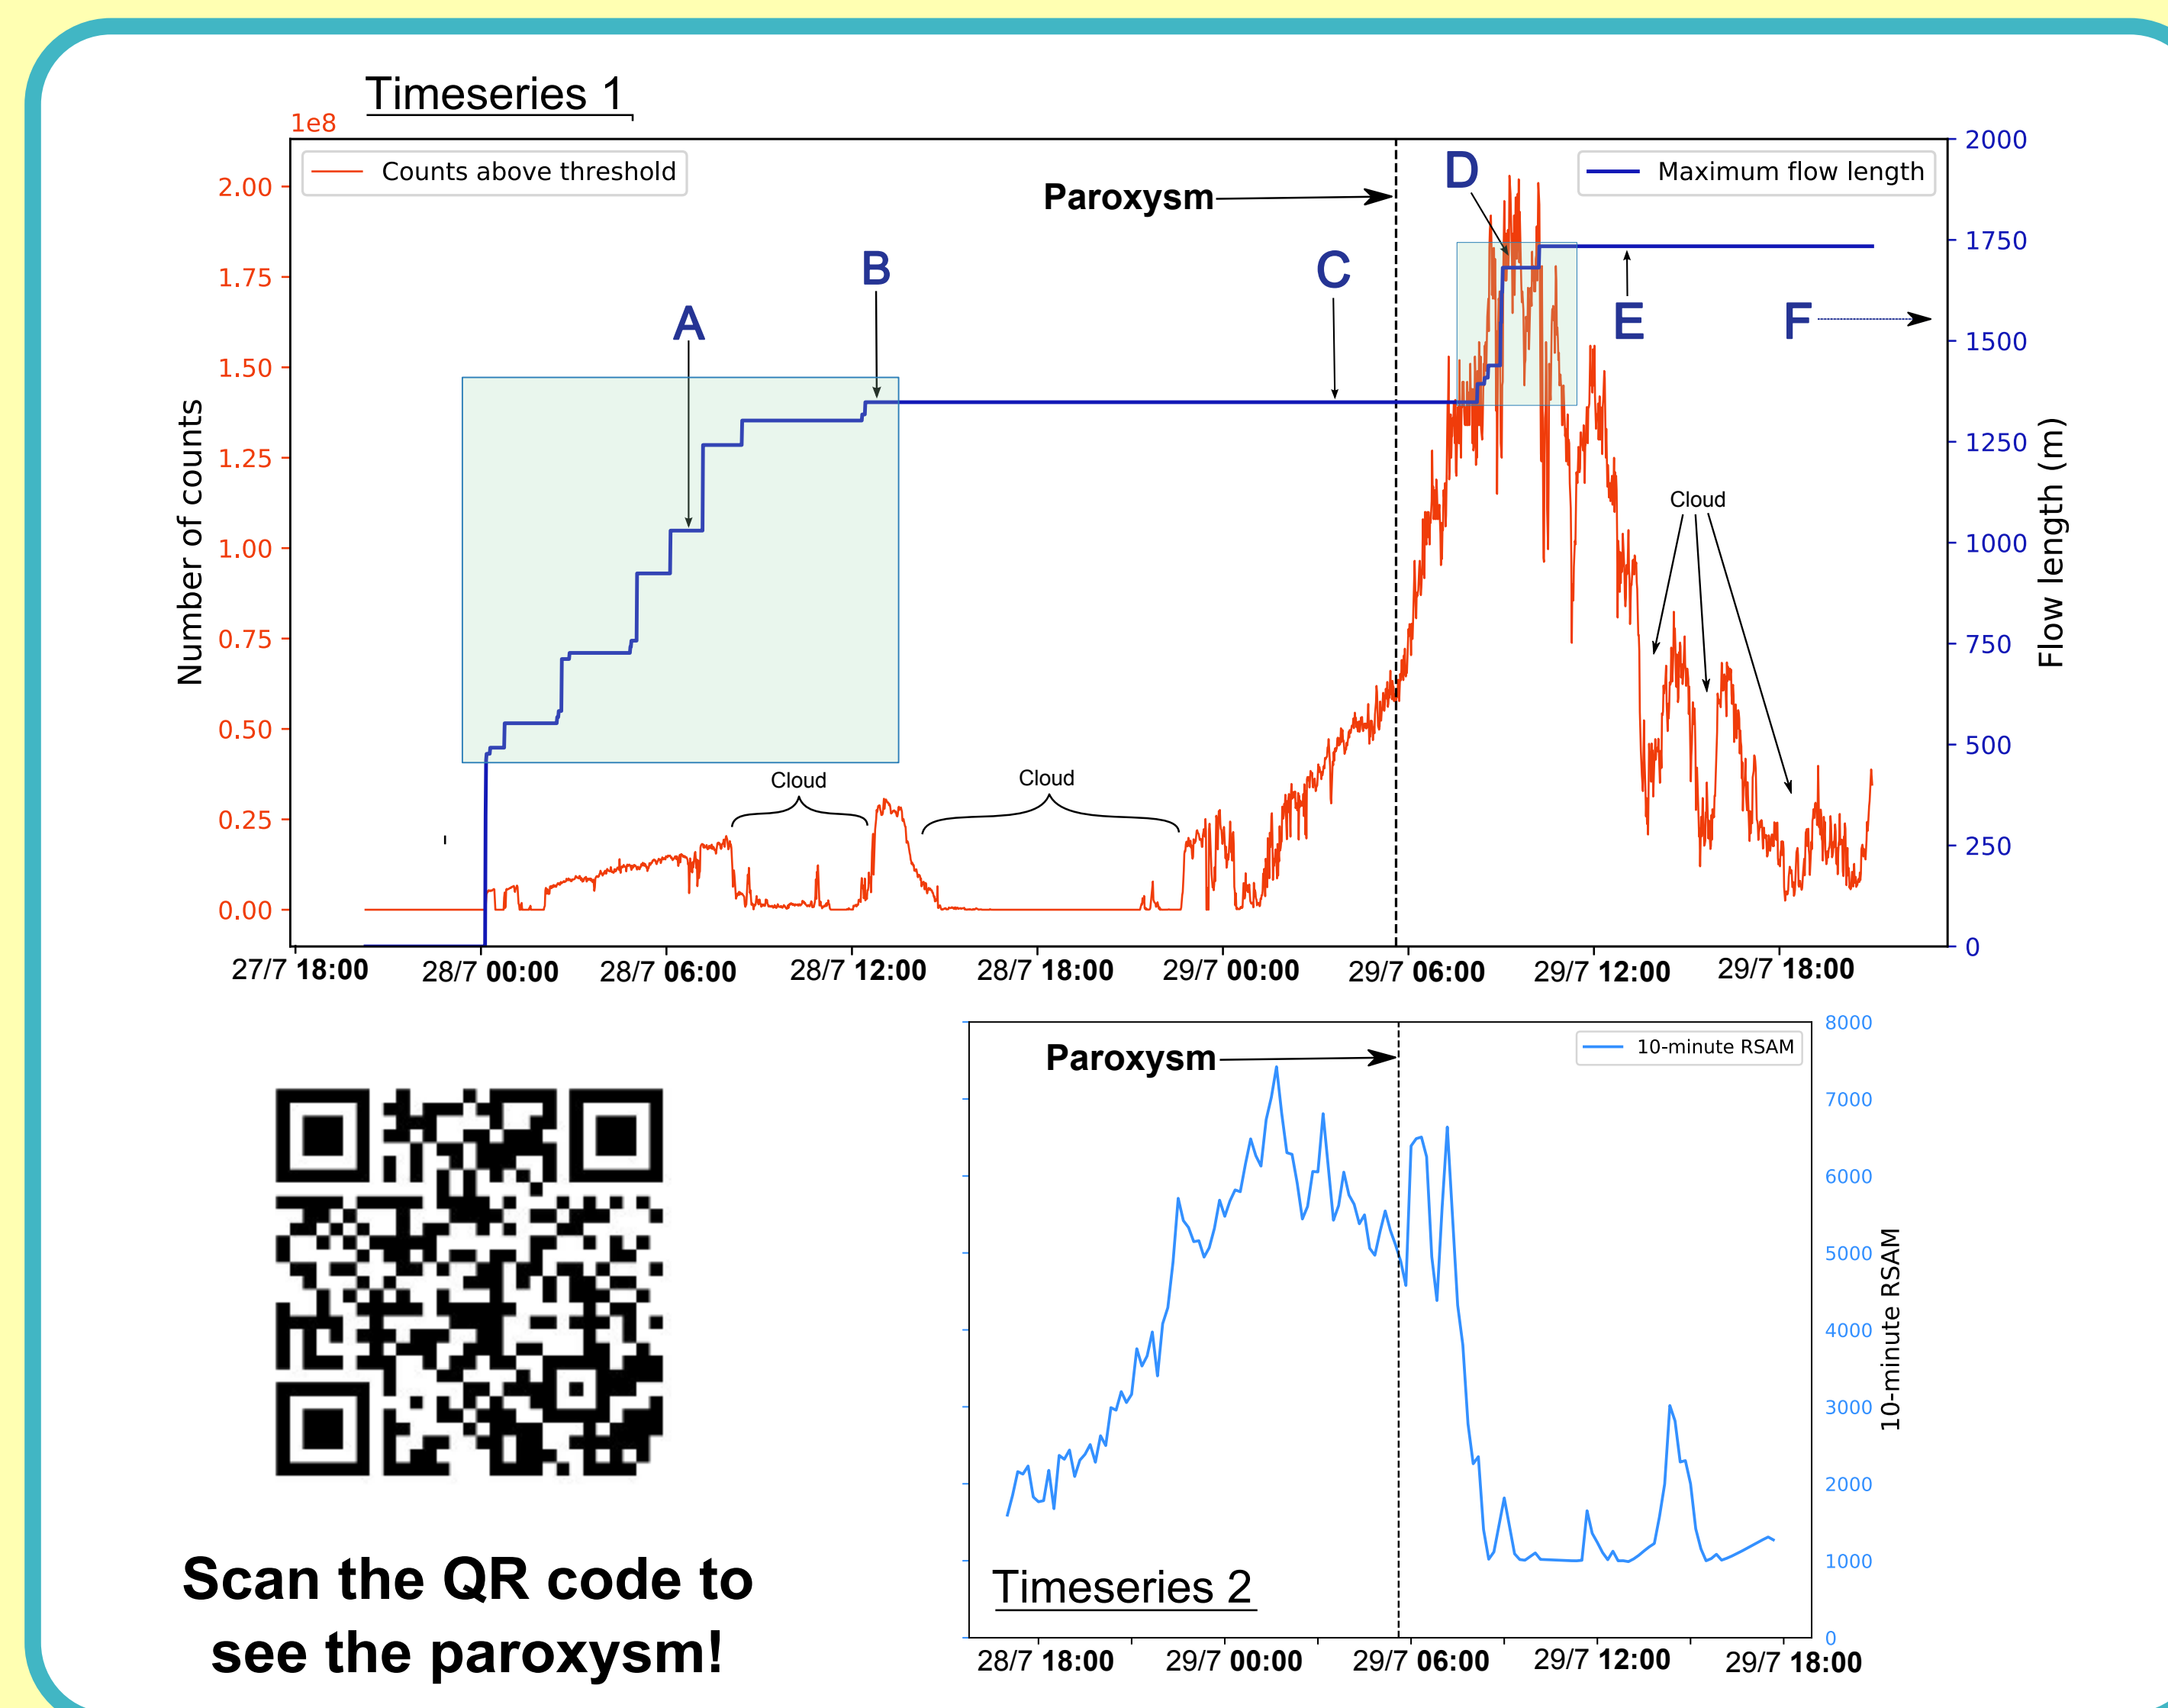 Timeseries 1
1e8
Counts above threshold
Maximum flow length
Paroxysm
A
B
C
D
E
F
Cloud
Cloud
Cloud
2.00
1.75
1.50
1.25
1.00
0.75
0.50
0.25
0.00
Number of counts
2000
1750
1500
1250
1000
750
500
250
0
Flow length (m)
27/7 18:00
28/7 00:00
28/7 06:00
28/7 12:00
28/7 18:00
29/7 00:00
29/7 06:00
29/7 12:00
29/7 18:00
Paroxysm
10-minute RSAM
8000
7000
6000
5000
4000
3000
2000
1000
0
10-minute RSAM
Timeseries 2
28/7 18:00
29/7 00:00
29/7 06:00
29/7 12:00
29/7 18:00
Scan the QR code to
see the paroxysm!